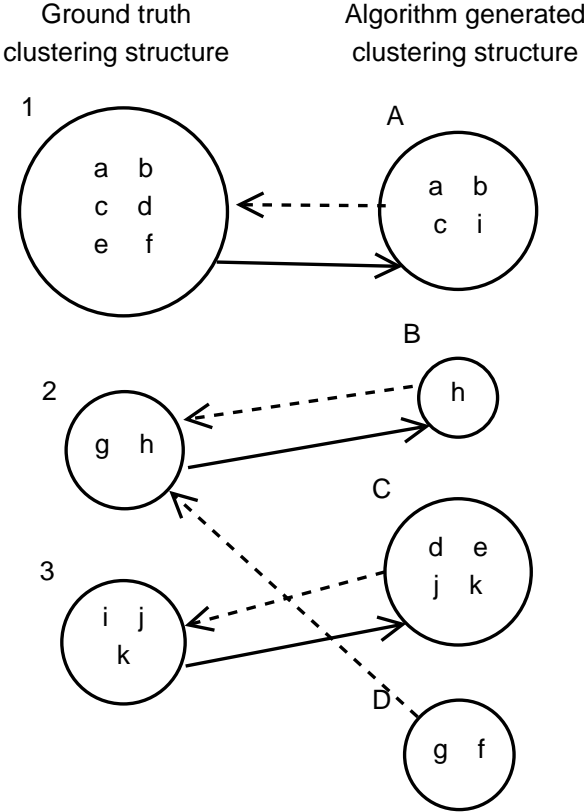 Ground truth
clustering structure
Algorithm generated
clustering structure
1
a b
c d
e f
A
a b
c i
2
g h
B
h
3
i j
k
C
d e
j k
D
g f